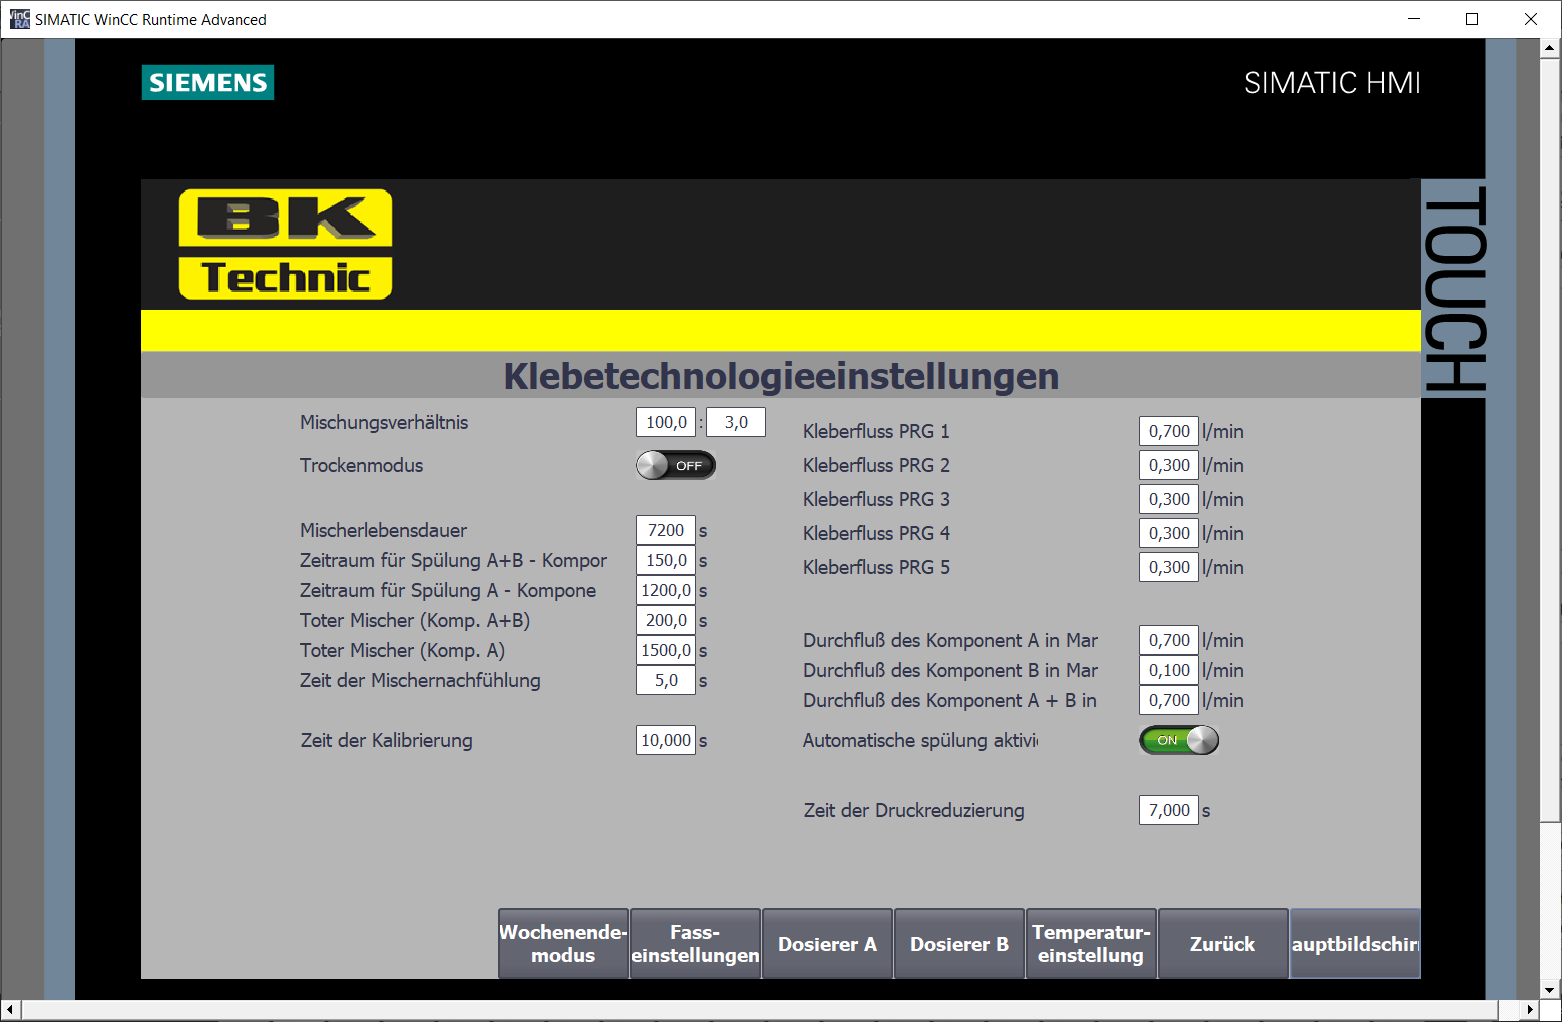 SIMATIC WinCC Runtime Advanced
SIEMENS
SIMATIC HMI
TOUCH
BK
Technic
Klebetechnologieeinstellungen
Mischungsverhältnis 100,0 : 3,0
Trockenmodus OFF
Mischerlebensdauer 7200 s
Zeitraum für Spülung A+B - Kompor 150,0 s
Zeitraum für Spülung A - Kompone 1200,0 s
Toter Mischer (Komp. A+B) 200,0 s
Toter Mischer (Komp. A) 1500,0 s
Zeit der Mischernachfühlung 5,0 s
Zeit der Kalibrierung 10,000 s
Kleberfluss PRG 1 0,700 l/min
Kleberfluss PRG 2 0,300 l/min
Kleberfluss PRG 3 0,300 l/min
Kleberfluss PRG 4 0,300 l/min
Kleberfluss PRG 5 0,300 l/min
Durchfluß des Komponent A in Mar 0,700 l/min
Durchfluß des Komponent B in Mar 0,100 l/min
Durchfluß des Komponent A + B in 0,700 l/min
Automatische spülung aktivi ON
Zeit der Druckreduzierung 7,000 s
Wochenende-
modus
Fass-
einstellungen
Dosierer A
Dosierer B
Temperatur-
einstellung
Zurück
auptbildschir